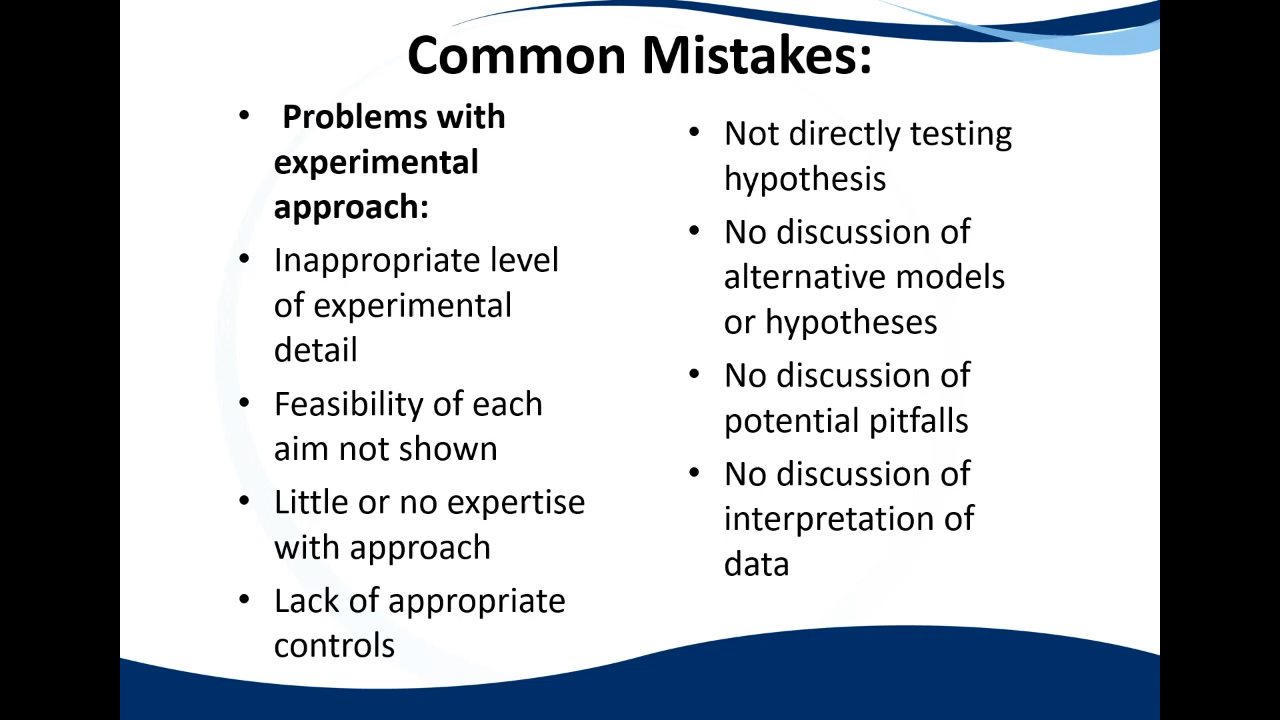 Common Mistakes:
• Problems with
experimental
approach:
• Inappropriate level
of experimental
detail
• Feasibility of each
aim not shown
• Little or no expertise
with approach
• Lack of appropriate
controls
• Not directly testing
hypothesis
• No discussion of
alternative models
or hypotheses
• No discussion of
potential pitfalls
• No discussion of
interpretation of
data